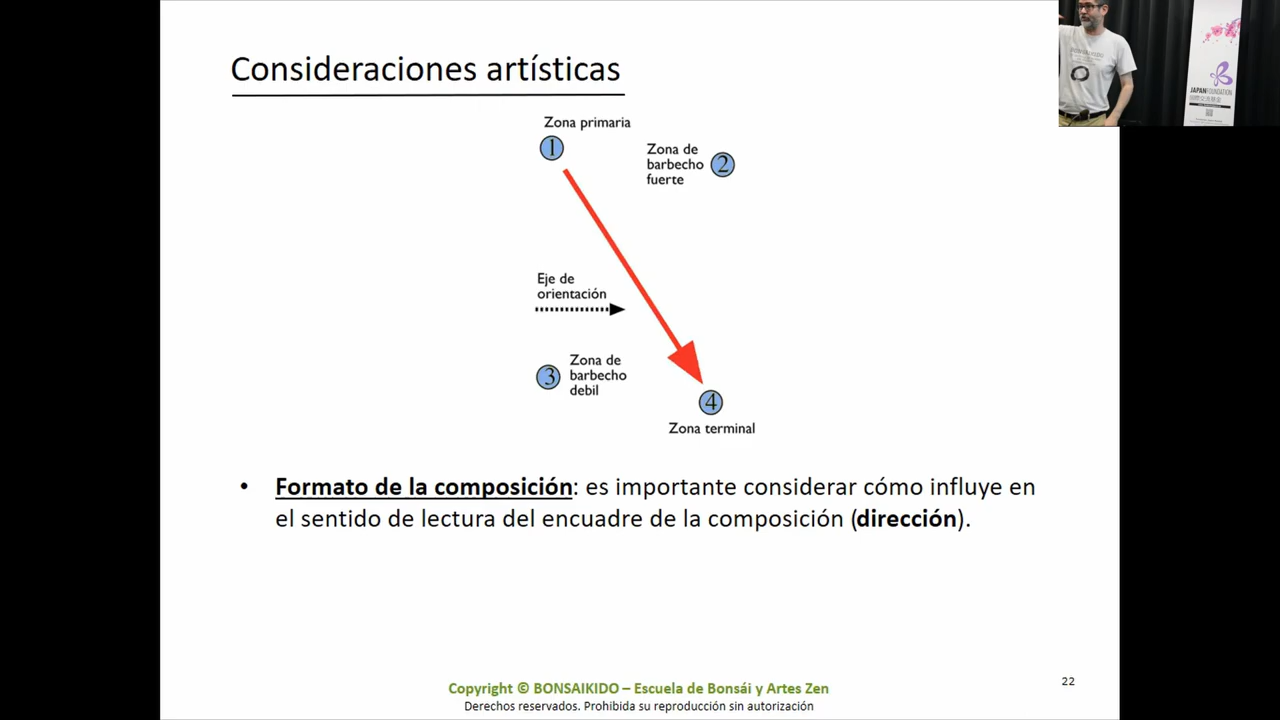 Consideraciones artísticas
Zona primaria
1
Zona de
barbecho
fuerte
2
Eje de
orientación
3
Zona de
barbecho
debil
4
Zona terminal
• Formato de la composición: es importante considerar cómo influye en
el sentido de lectura del encuadre de la composición (dirección).
Copyright © BONSAIKIDO – Escuela de Bonsái y Artes Zen
Derechos reservados. Prohibida su reproducción sin autorización
22
JAPANFOUNDATION